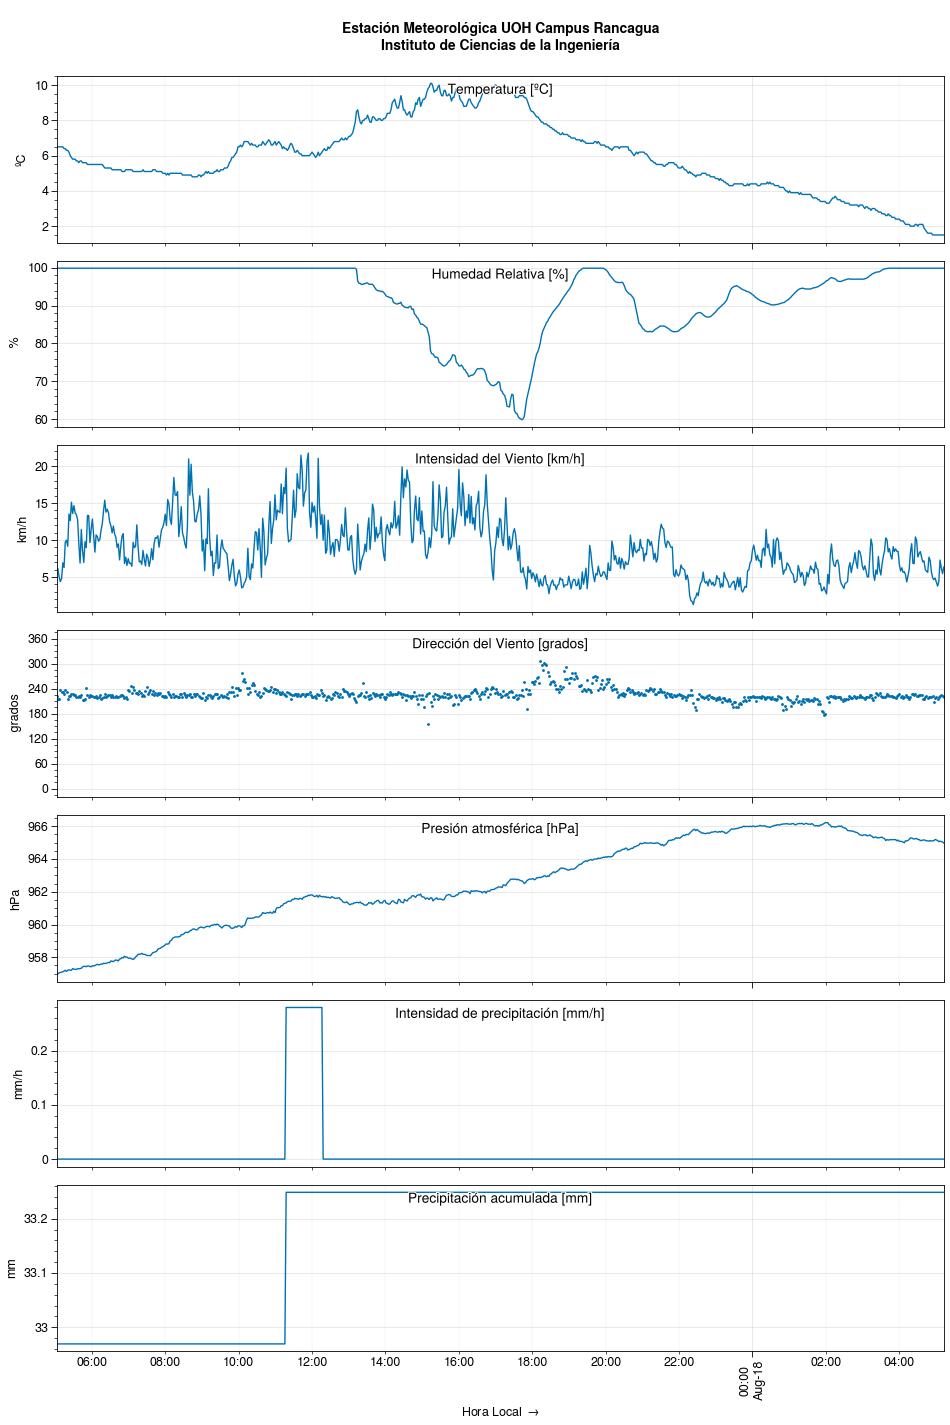 Estación Meteorológica UOH Campus Rancagua
Instituto de Ciencias de la Ingeniería
Temperatura [ºC]
ºC
10
8
6
4
2
Humedad Relativa [%]
%
100
90
80
70
60
Intensidad del Viento [km/h]
km/h
20
15
10
5
Dirección del Viento [grados]
grados
360
300
240
180
120
60
0
Presión atmosférica [hPa]
hPa
966
964
962
960
958
Intensidad de precipitación [mm/h]
mm/h
0.2
0.1
0
Precipitación acumulada [mm]
mm
33.2
33.1
33
06:00 08:00 10:00 12:00 14:00 16:00 18:00 20:00 22:00 00:00 02:00 04:00
Aug-18
Hora Local →